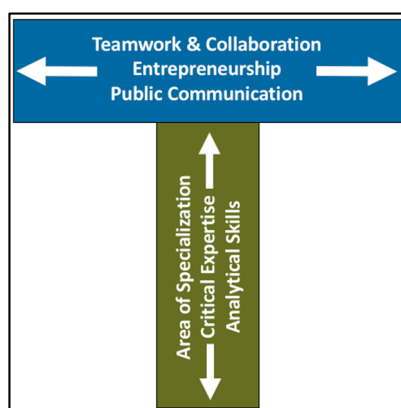 Teamwork & Collaboration
Entrepreneurship
Public Communication
Area of Specialization
Critical Expertise
Analytical Skills